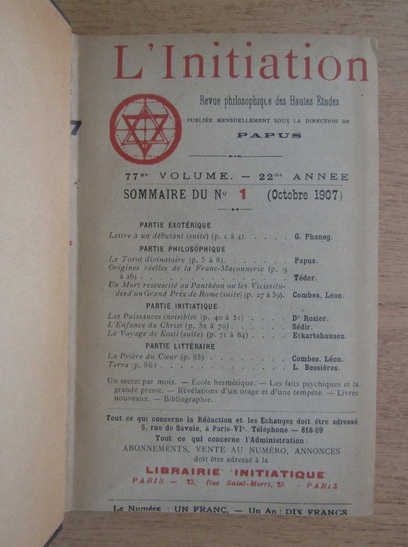 L'Initiation
Revue philosophique des Hautes Études
PUBLIÉE MENSUELLEMENT SOUS LA DIRECTION DE
PAPUS
7
77me VOLUME. — 22me ANNÉE
SOMMAIRE DU No 1 (Octobre 1907)
PARTIE EXOTÉRIQUE
Lettre à un débutant (suite) (p. 1 à 4). . . . . . G. Phaneg.
PARTIE PHILOSOPHIQUE
Le Tarot divinatoire (p. 5 à 8). . . . . . . Papus.
Origines réelles de la Franc-Maçonnerie (p. 9
à 26) . . . . . . . . . . . . . Téder.
Un Mort ressuscité au Panthéon ou les Vicissitu-
des d'un Grand Prix de Rome (suite) (p. 27 à 39). Combes, Léon.
PARTIE INITIATIQUE
Les Puissances invisibles (p. 40 à 51) . . . . . Dr Rozier.
L'Enfance du Christ (p. 52 à 70) . . . . . . Sédir.
Le Voyage de Kosti (suite) (p. 71 à 84) . . . . Eckartshausen.
PARTIE LITTÉRAIRE
La Prière du Cœur (p. 85) . . . . . . . . Combes, Léon.
Terra (p. 86) . . . . . . . . . . . L. Bessières.
Un secret par mois. — Ecole hermétique. — Les faits psychiques et la
grande presse. — Révélations d'un orage et d'une tempête. — Livres
nouveaux. — Bibliographie.
Tout ce qui concerne la Rédaction et les Échanges doit être adressé
5, rue de Savoie, à Paris-VIe. Téléphone — 816-09
Tout ce qui concerne l'Administration :
ABONNEMENTS, VENTE AU NUMÉRO, ANNONCES
doit être adressé à la
LIBRAIRIE INITIATIQUE
PARIS — Rue Saint-Merri, — PARIS
Le Numéro : UN FRANC. — Un An : DIX FRANCS